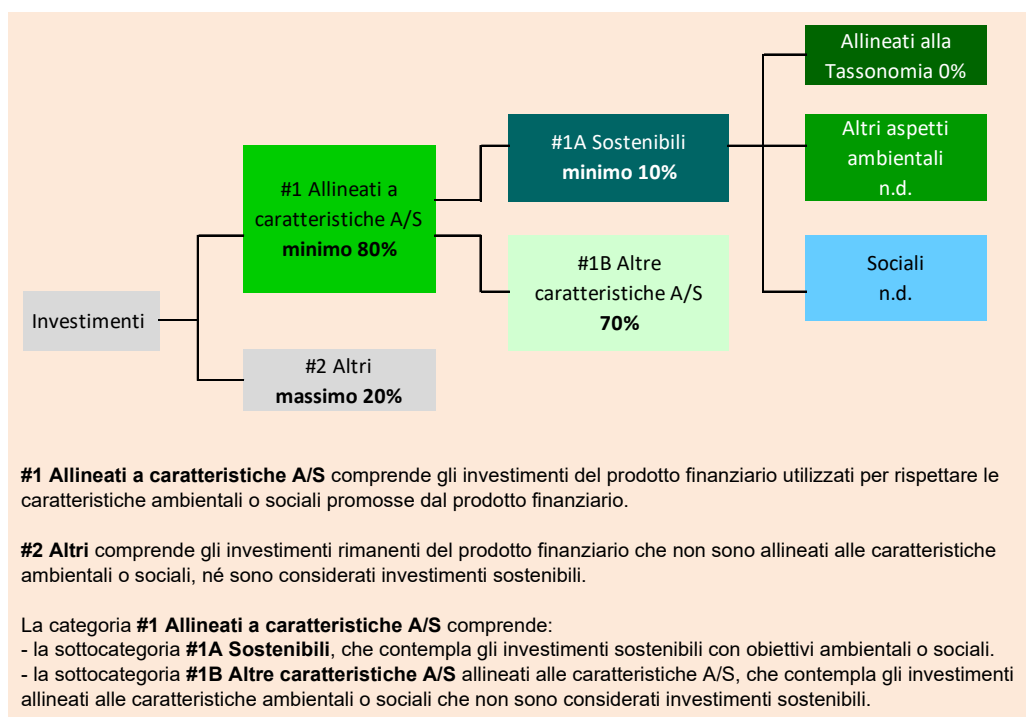 Allineati alla
Tassonomia 0%
#1A Sostenibili
minimo 10%
Altri aspetti
ambientali
n.d.
#1 Allineati a
caratteristiche A/S
minimo 80%
#1B Altre
caratteristiche A/S
70%
Sociali
n.d.
Investimenti
#2 Altri
massimo 20%
#1 Allineati a caratteristiche A/S comprende gli investimenti del prodotto finanziario utilizzati per rispettare le
caratteristiche ambientali o sociali promosse dal prodotto finanziario.
#2 Altri comprende gli investimenti rimanenti del prodotto finanziario che non sono allineati alle caratteristiche
ambientali o sociali, né sono considerati investimenti sostenibili.
La categoria #1 Allineati a caratteristiche A/S comprende:
- la sottocategoria #1A Sostenibili, che contempla gli investimenti sostenibili con obiettivi ambientali o sociali.
- la sottocategoria #1B Altre caratteristiche A/S allineati alle caratteristiche A/S, che contempla gli investimenti
allineati alle caratteristiche ambientali o sociali che non sono considerati investimenti sostenibili.